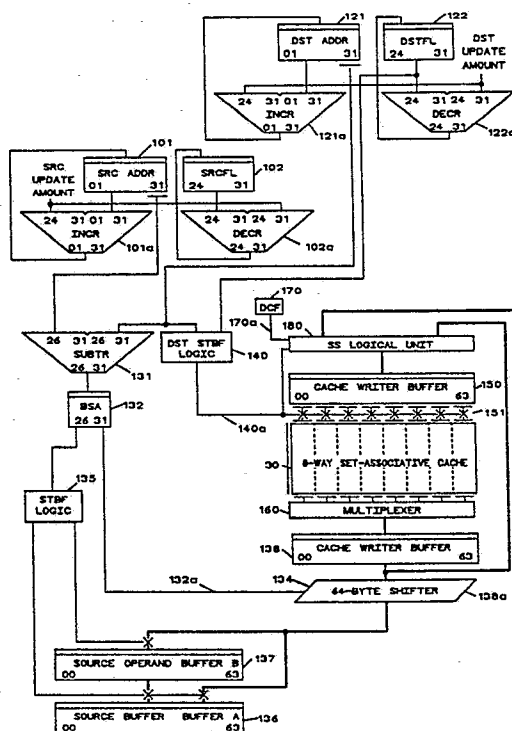 121
122
DST ADDR
01 31
DSTFL
24 31
DST
UPDATE
AMOUNT
24 31 01 31
INCR
01 31
121a
24 31 24 31
DECR
24 31
122a
101
102
SRC
UPDATE
AMOUNT
SRC ADDR
01 31
SRCFL
24 31
24 31 01 31
INCR
01 31
101a
24 31 24 31
DECR
24 31
102a
170
DCF
170a
180
SS LOGICAL UNIT
26 31 26 31
SUBTR
26 31
131
DST STBF
LOGIC
140
140a
CACHE WRITER BUFFER
00 63
150
151
BSA
26 31
132
30
8-WAY SET-ASSOCIATIVE CACHE
135
STBF
LOGIC
160
MULTIPLEXER
138
CACHE WRITER BUFFER
00 63
132a
134
64-BYTE SHIFTER
138a
137
SOURCE OPERAND BUFFER B
00 63
SOURCE BUFFER BUFFER A
00 63
136